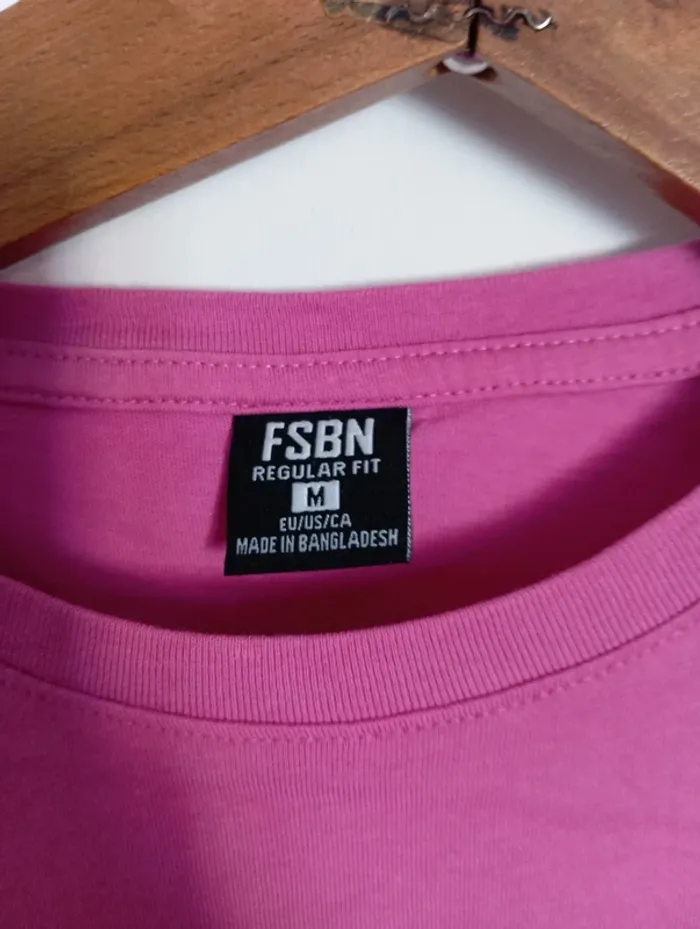 FSBN
REGULAR FIT
M
EU/US/CA
MADE IN BANGLADESH